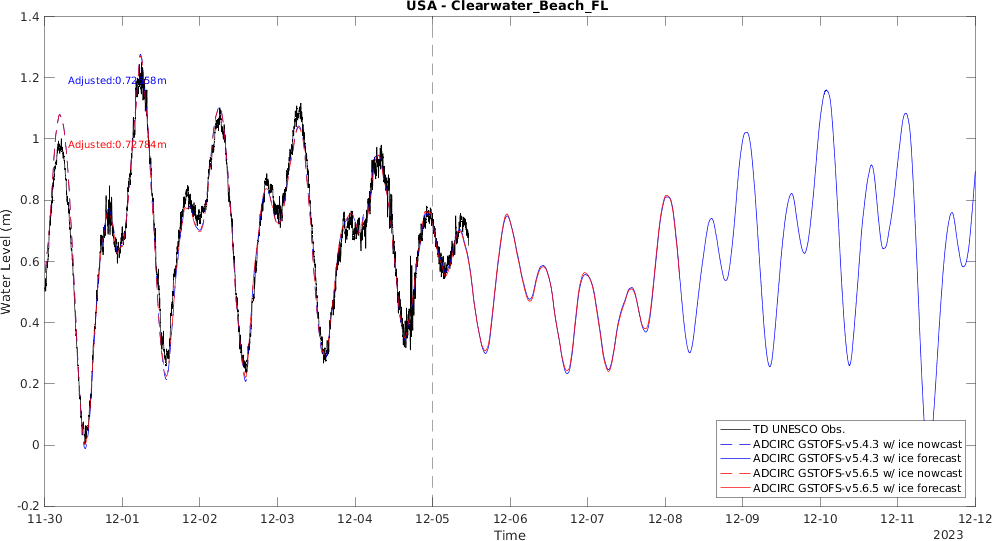 USA - Clearwater_Beach_FL
1.4
1.2
1
0.8
0.6
0.4
0.2
0
-0.2
Water Level (m)
Adjusted:0.72784m
TD UNESCO Obs.
ADCIRC GSTOFS-v5.4.3 w/ ice nowcast
ADCIRC GSTOFS-v5.4.3 w/ ice forecast
ADCIRC GSTOFS-v5.6.5 w/ ice nowcast
ADCIRC GSTOFS-v5.6.5 w/ ice forecast
11-30 12-01 12-02 12-03 12-04 12-05 12-06 12-07 12-08 12-09 12-10 12-11 12-12
Time
2023